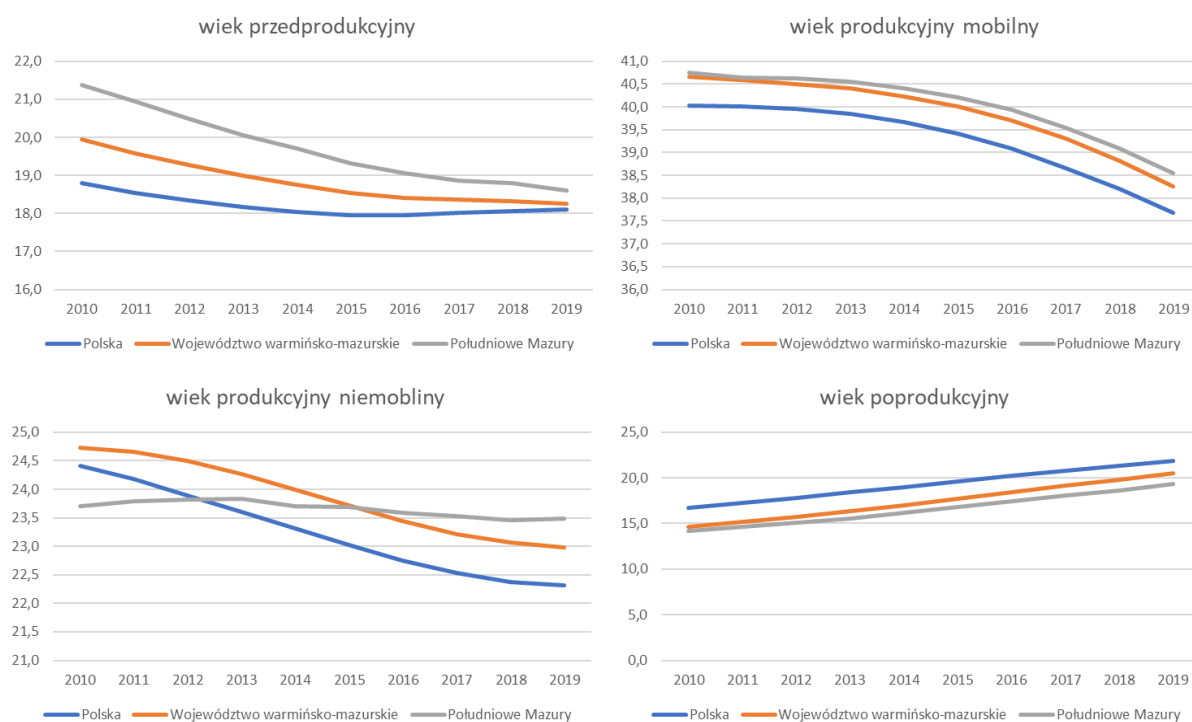 wiek przedprodukcyjny
22,0
21,0
20,0
19,0
18,0
17,0
16,0
2010 2011 2012 2013 2014 2015 2016 2017 2018 2019
Polska Województwo warmińsko-mazurskie Południowe Mazury
wiek produkcyjny mobilny
41,0
40,5
40,0
39,5
39,0
38,5
38,0
37,5
37,0
36,5
36,0
2010 2011 2012 2013 2014 2015 2016 2017 2018 2019
Polska Województwo warmińsko-mazurskie Południowe Mazury
wiek produkcyjny niemobliny
25,0
24,5
24,0
23,5
23,0
22,5
22,0
21,5
21,0
2010 2011 2012 2013 2014 2015 2016 2017 2018 2019
Polska Województwo warmińsko-mazurskie Południowe Mazury
wiek poprodukcyjny
25,0
20,0
15,0
10,0
5,0
0,0
2010 2011 2012 2013 2014 2015 2016 2017 2018 2019
Polska Województwo warmińsko-mazurskie Południowe Mazury